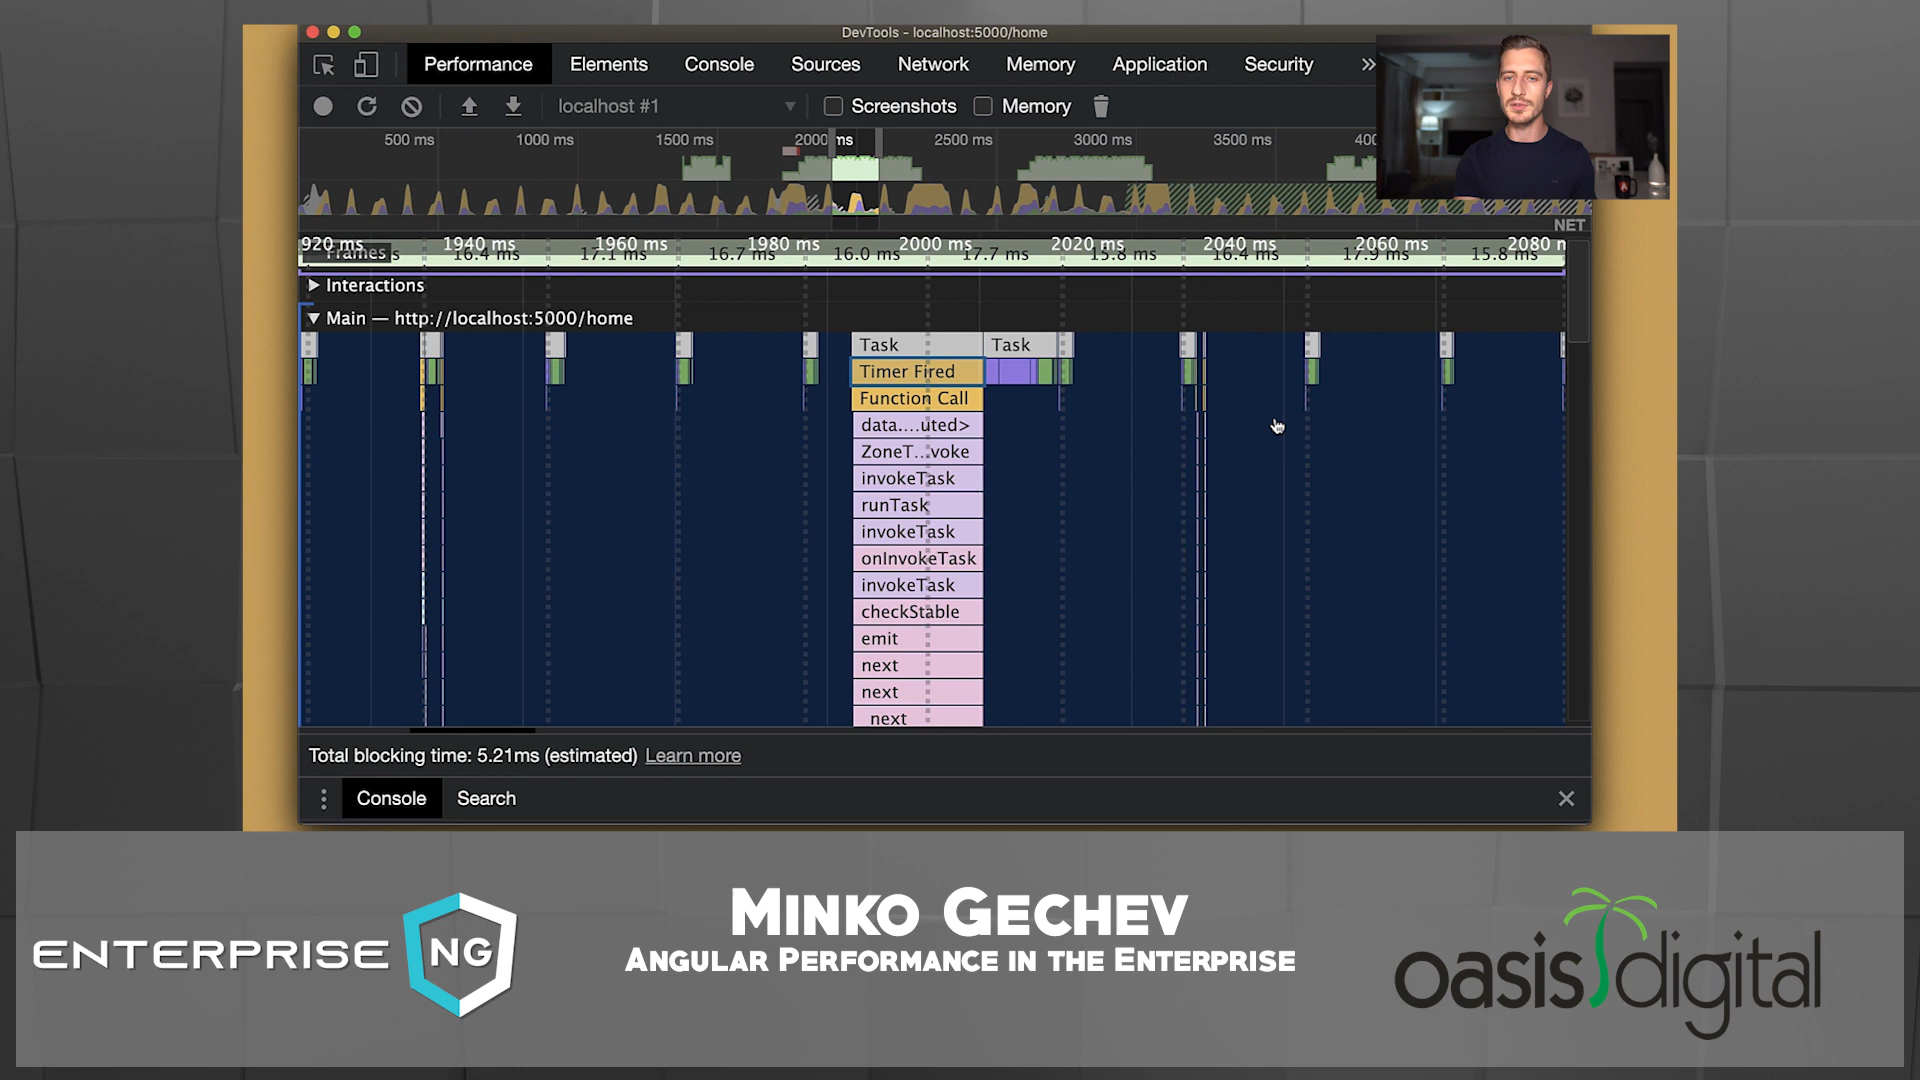 DevTools - localhost:5000/home
Performance Elements Console Sources Network Memory Application Security »
localhost #1 Screenshots Memory
500 ms 1000 ms 1500 ms 2000 ms 2500 ms 3000 ms 3500 ms 400
NET
920 ms 1940 ms 1960 ms 1980 ms 2000 ms 2020 ms 2040 ms 2060 ms 2080 m
Frames s 16.4 ms 17.1 ms 16.7 ms 16.0 ms 17.7 ms 15.8 ms 16.4 ms 17.9 ms 15.8 ms
Interactions
Main — http://localhost:5000/home
Task Task
Timer Fired
Function Call
data....uted>
ZoneT...voke
invokeTask
runTask
invokeTask
onInvokeTask
invokeTask
checkStable
emit
next
next
_next
Total blocking time: 5.21ms (estimated) Learn more
Console Search
ENTERPRISE NG
MINKO GECHEV
ANGULAR PERFORMANCE IN THE ENTERPRISE
oasis digital